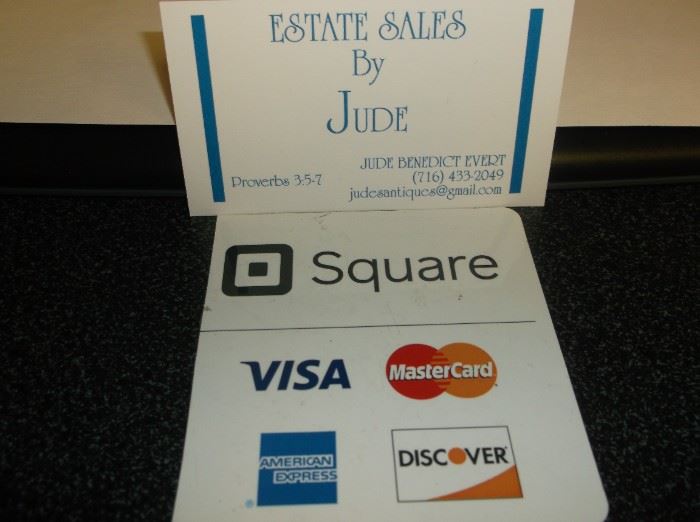 ESTATE SALES
By
JUDE
JUDE BENEDICT EVERT
Proverbs 3:5-7
(716) 433-2049
judesantiques@gmail.com
Square
VISA
MasterCard
AMERICAN
EXPRESS
DISCOVER